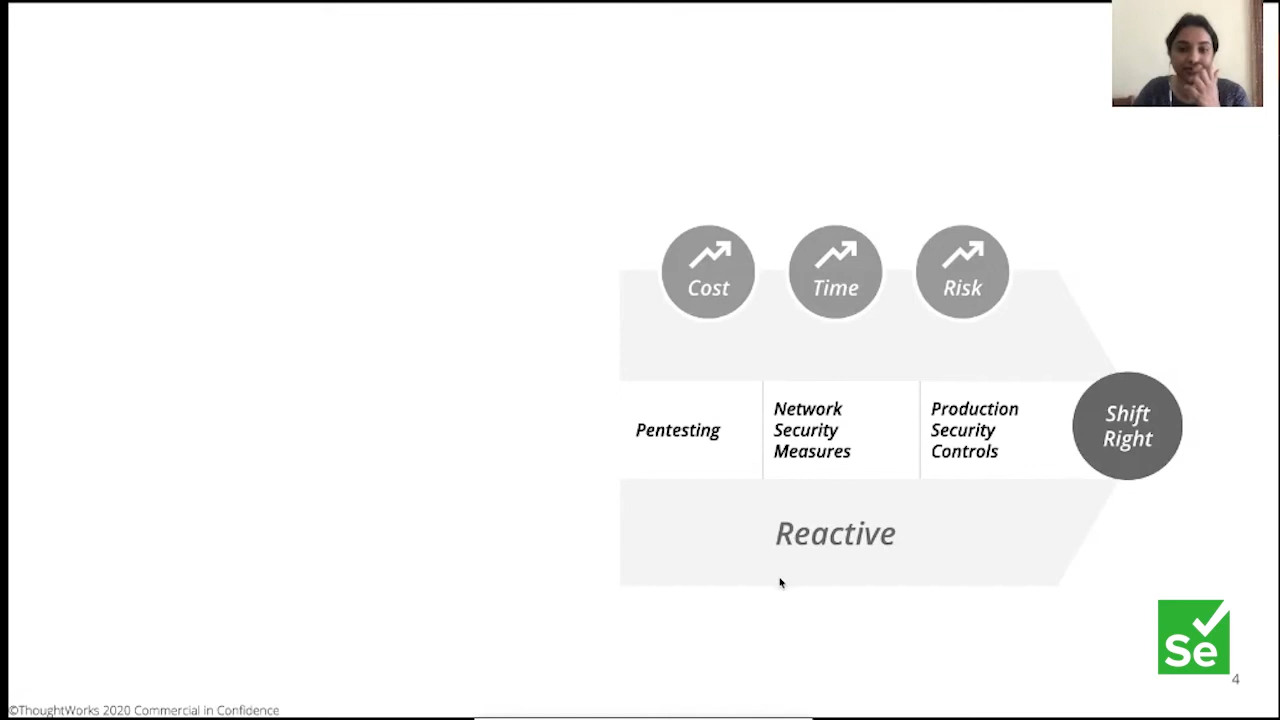 Cost
Time
Risk
Pentesting
Network
Security
Measures
Production
Security
Controls
Shift
Right
Reactive
Se
4
©ThoughtWorks 2020 Commercial in Confidence